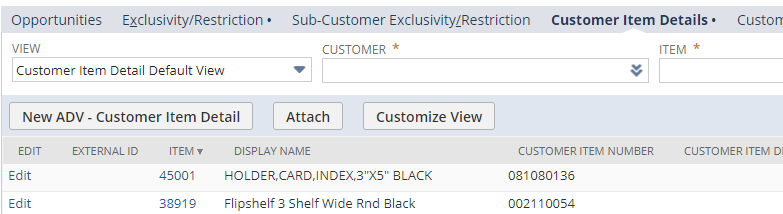 Opportunities Exclusivity/Restriction • Sub-Customer Exclusivity/Restriction Customer Item Details • Custom
VIEW CUSTOMER * ITEM *
Customer Item Detail Default View
New ADV - Customer Item Detail Attach Customize View
EDIT EXTERNAL ID ITEM ▼ DISPLAY NAME CUSTOMER ITEM NUMBER CUSTOMER ITEM
Edit 45001 HOLDER,CARD,INDEX,3"X5" BLACK 081080136
Edit 38919 Flipshelf 3 Shelf Wide Rnd Black 002110054